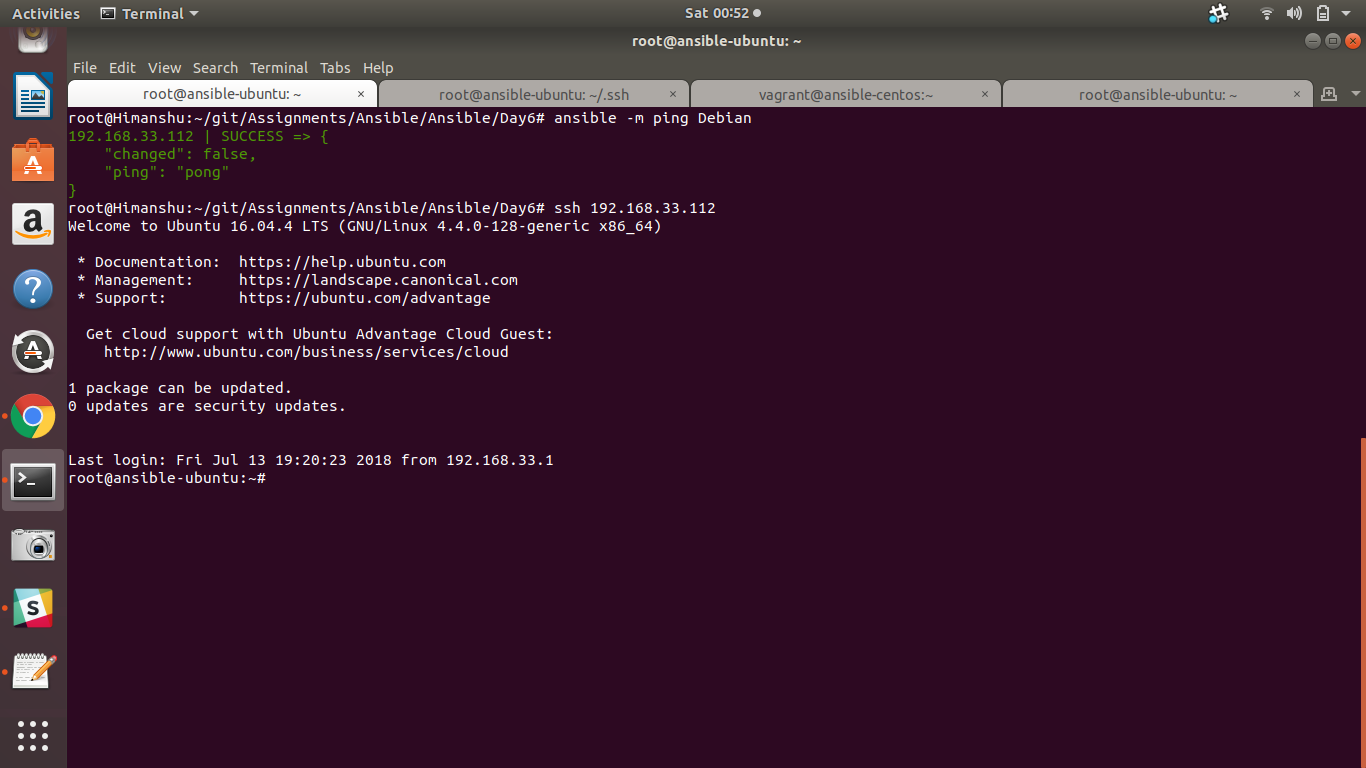 Activities Terminal Sat 00:52
root@ansible-ubuntu: ~
File Edit View Search Terminal Tabs Help
root@ansible-ubuntu: ~ × root@ansible-ubuntu: ~/.ssh × vagrant@ansible-centos:~ × root@ansible-ubuntu: ~ ×
root@Himanshu:~/git/Assignments/Ansible/Ansible/Day6# ansible -m ping Debian
192.168.33.112 | SUCCESS => {
    "changed": false,
    "ping": "pong"
}
root@Himanshu:~/git/Assignments/Ansible/Ansible/Day6# ssh 192.168.33.112
Welcome to Ubuntu 16.04.4 LTS (GNU/Linux 4.4.0-128-generic x86_64)
 * Documentation:  https://help.ubuntu.com
 * Management:     https://landscape.canonical.com
 * Support:        https://ubuntu.com/advantage
  Get cloud support with Ubuntu Advantage Cloud Guest:
    http://www.ubuntu.com/business/services/cloud
1 package can be updated.
0 updates are security updates.
Last login: Fri Jul 13 19:20:23 2018 from 192.168.33.1
root@ansible-ubuntu:~#